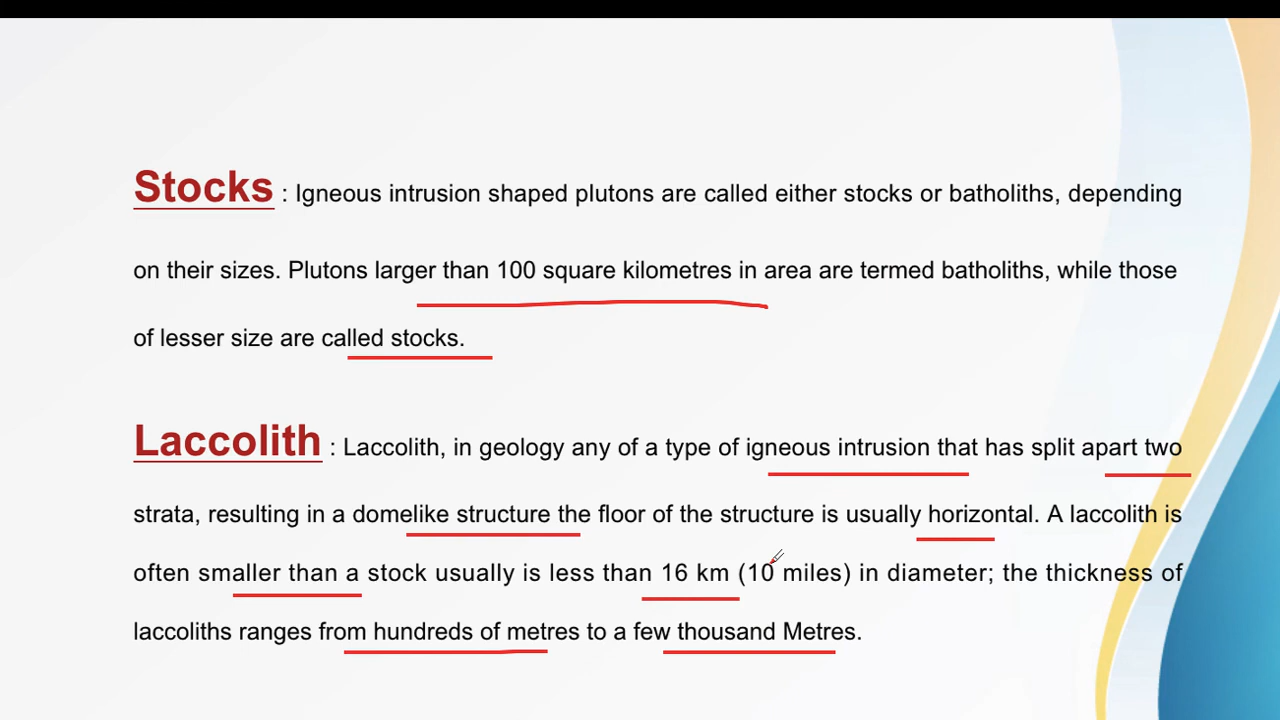 Stocks : Igneous intrusion shaped plutons are called either stocks or batholiths, depending
on their sizes. Plutons larger than 100 square kilometres in area are termed batholiths, while those
of lesser size are called stocks.
Laccolith : Laccolith, in geology any of a type of igneous intrusion that has split apart two
strata, resulting in a domelike structure the floor of the structure is usually horizontal. A laccolith is
often smaller than a stock usually is less than 16 km (10 miles) in diameter; the thickness of
laccoliths ranges from hundreds of metres to a few thousand Metres.